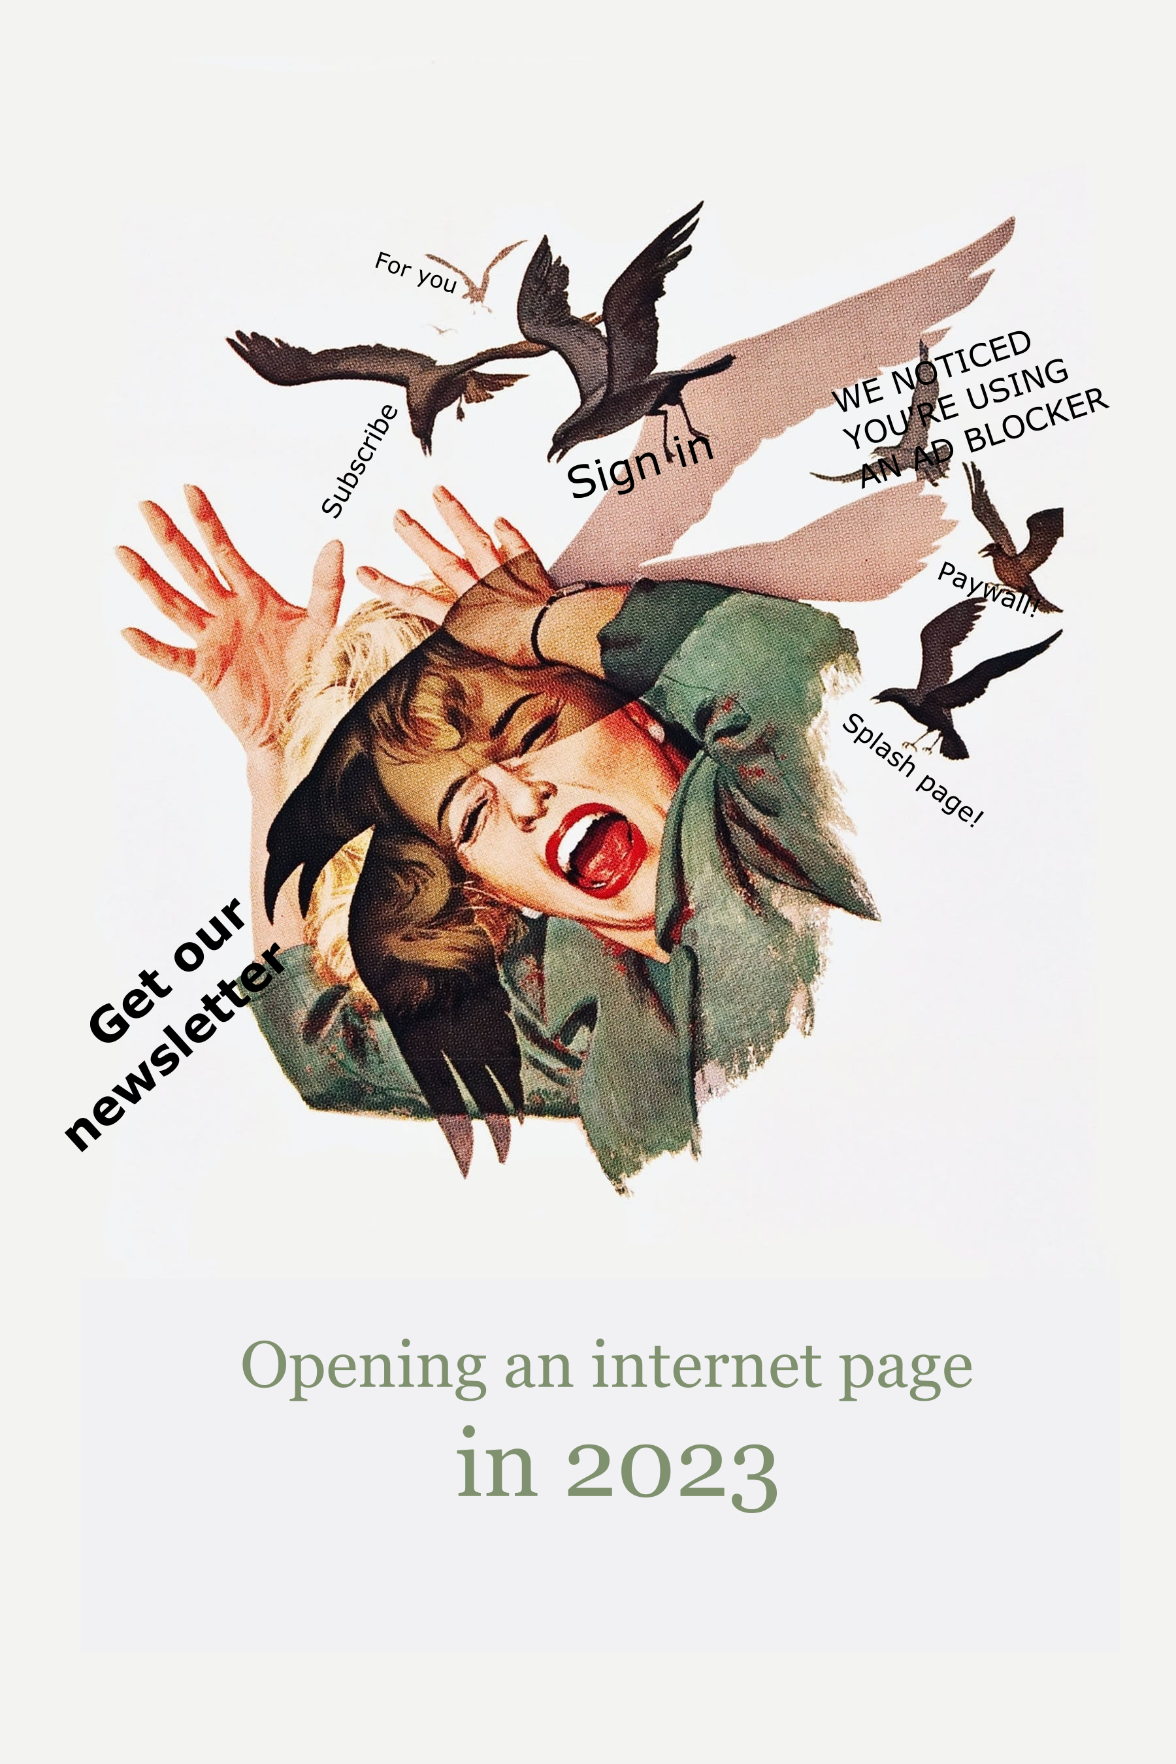 For you
Subscribe
Sign in
WE NOTICED
YOU'RE USING
AN AD BLOCKER
Paywall!
Splash page!
Get our
newsletter
Opening an internet page
in 2023